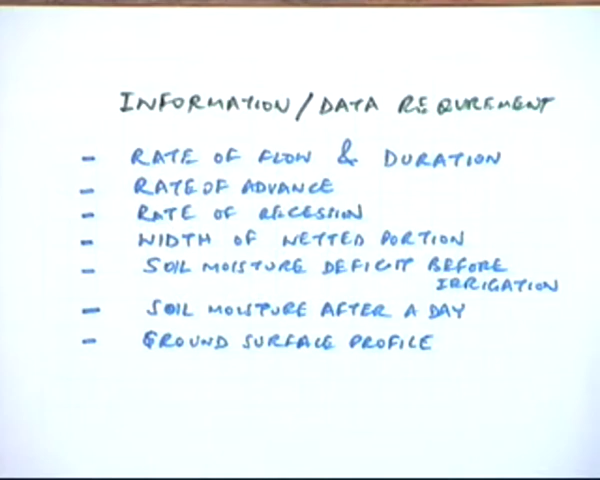 INFORMATION/DATA REQUREMENT
- RATE OF FLOW & DURATION
- RATE OF ADVANCE
- RATE OF RECESSION
- WIDTH OF WETTED PORTION
- SOIL MOISTURE DEFICIT BEFORE
IRRIGATION
- SOIL MOISTURE AFTER A DAY
- GROUND SURFACE PROFILE